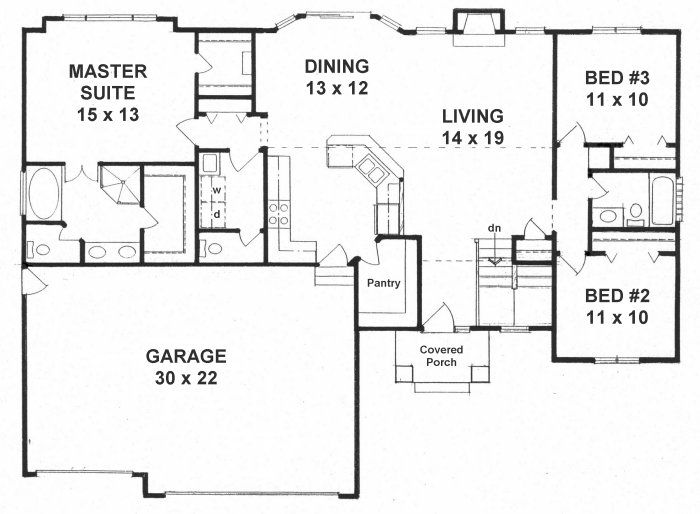 MASTER
SUITE
15 x 13
DINING
13 x 12
LIVING
14 x 19
BED #3
11 x 10
w
d
dn
Pantry
BED #2
11 x 10
GARAGE
30 x 22
Covered
Porch